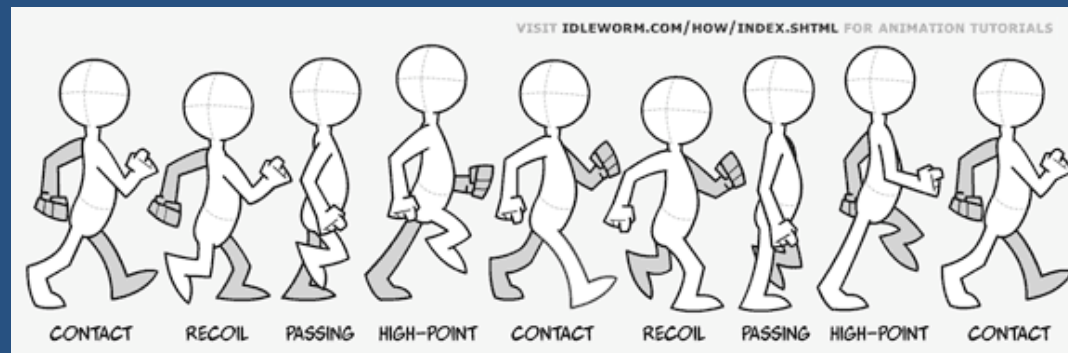 VISIT IDLEWORM.COM/HOW/INDEX.SHTML FOR ANIMATION TUTORIALS
CONTACT RECOIL PASSING HIGH-POINT CONTACT RECOIL PASSING HIGH-POINT CONTACT